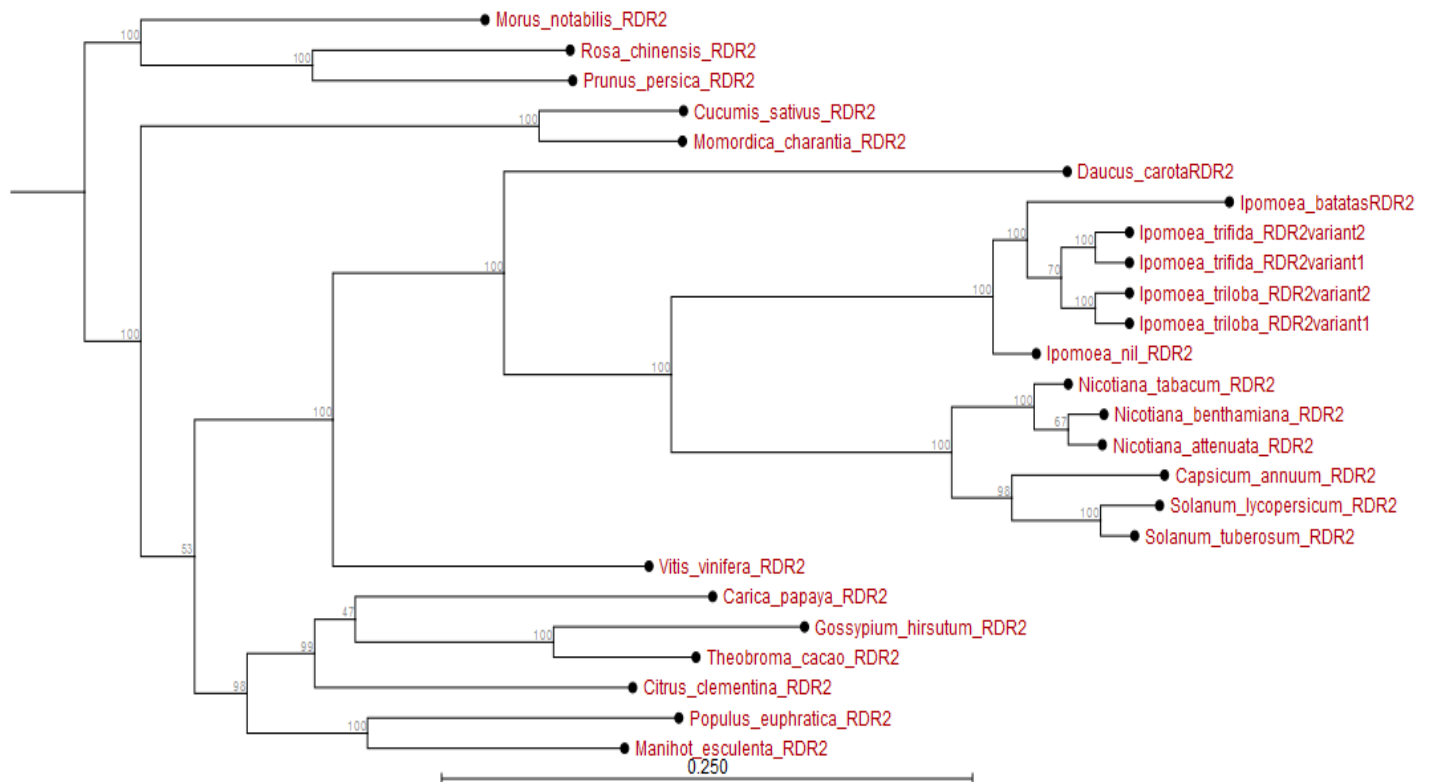 Morus_notabilis_RDR2
100
Rosa_chinensis_RDR2
100
Prunus_persica_RDR2
Cucumis_sativus_RDR2
100
Momordica_charantia_RDR2
Daucus_carotaRDR2
Ipomoea_batatasRDR2
100
Ipomoea_trifida_RDR2variant2
100
Ipomoea_trifida_RDR2variant1
100
70
Ipomoea_triloba_RDR2variant2
100
100
Ipomoea_triloba_RDR2variant1
100
Ipomoea_nil_RDR2
100
Nicotiana_tabacum_RDR2
100
Nicotiana_benthamiana_RDR2
100
67
Nicotiana_attenuata_RDR2
100
Capsicum_annuum_RDR2
98
Solanum_lycopersicum_RDR2
100
Solanum_tuberosum_RDR2
53
Vitis_vinifera_RDR2
Carica_papaya_RDR2
47
Gossypium_hirsutum_RDR2
100
Theobroma_cacao_RDR2
99
Citrus_clementina_RDR2
98
Populus_euphratica_RDR2
100
Manihot_esculenta_RDR2
0.250